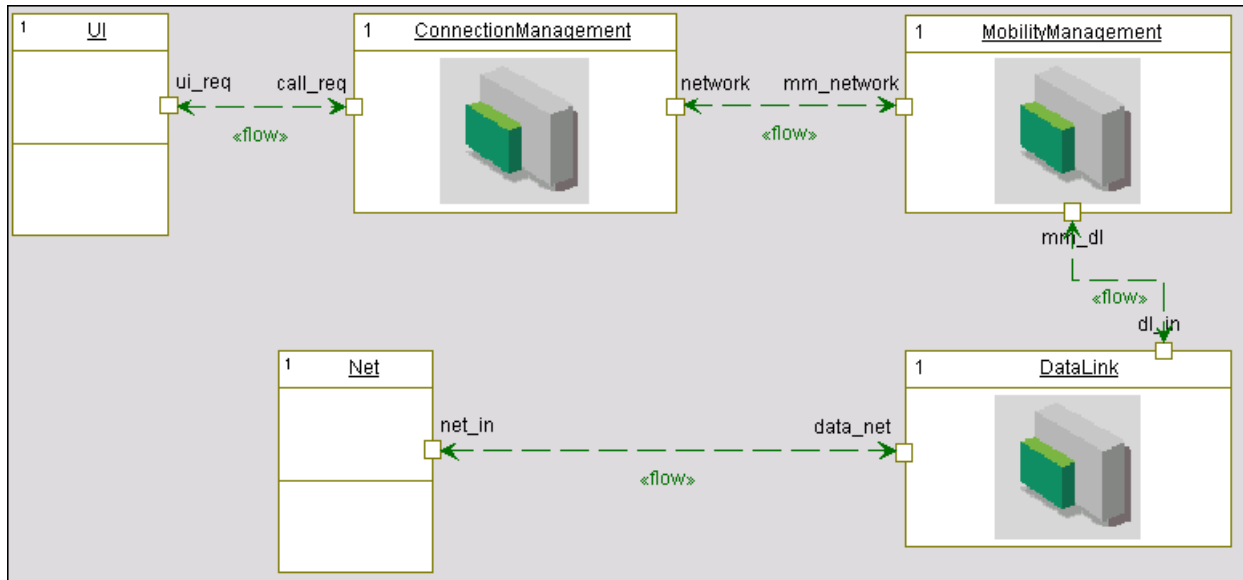 1 UI
1 ConnectionManagement
1 MobilityManagement
ui_req call_req
network mm_network
«flow»
«flow»
mm_dl
«flow»
dl_in
1 Net
1 DataLink
net_in data_net
«flow»